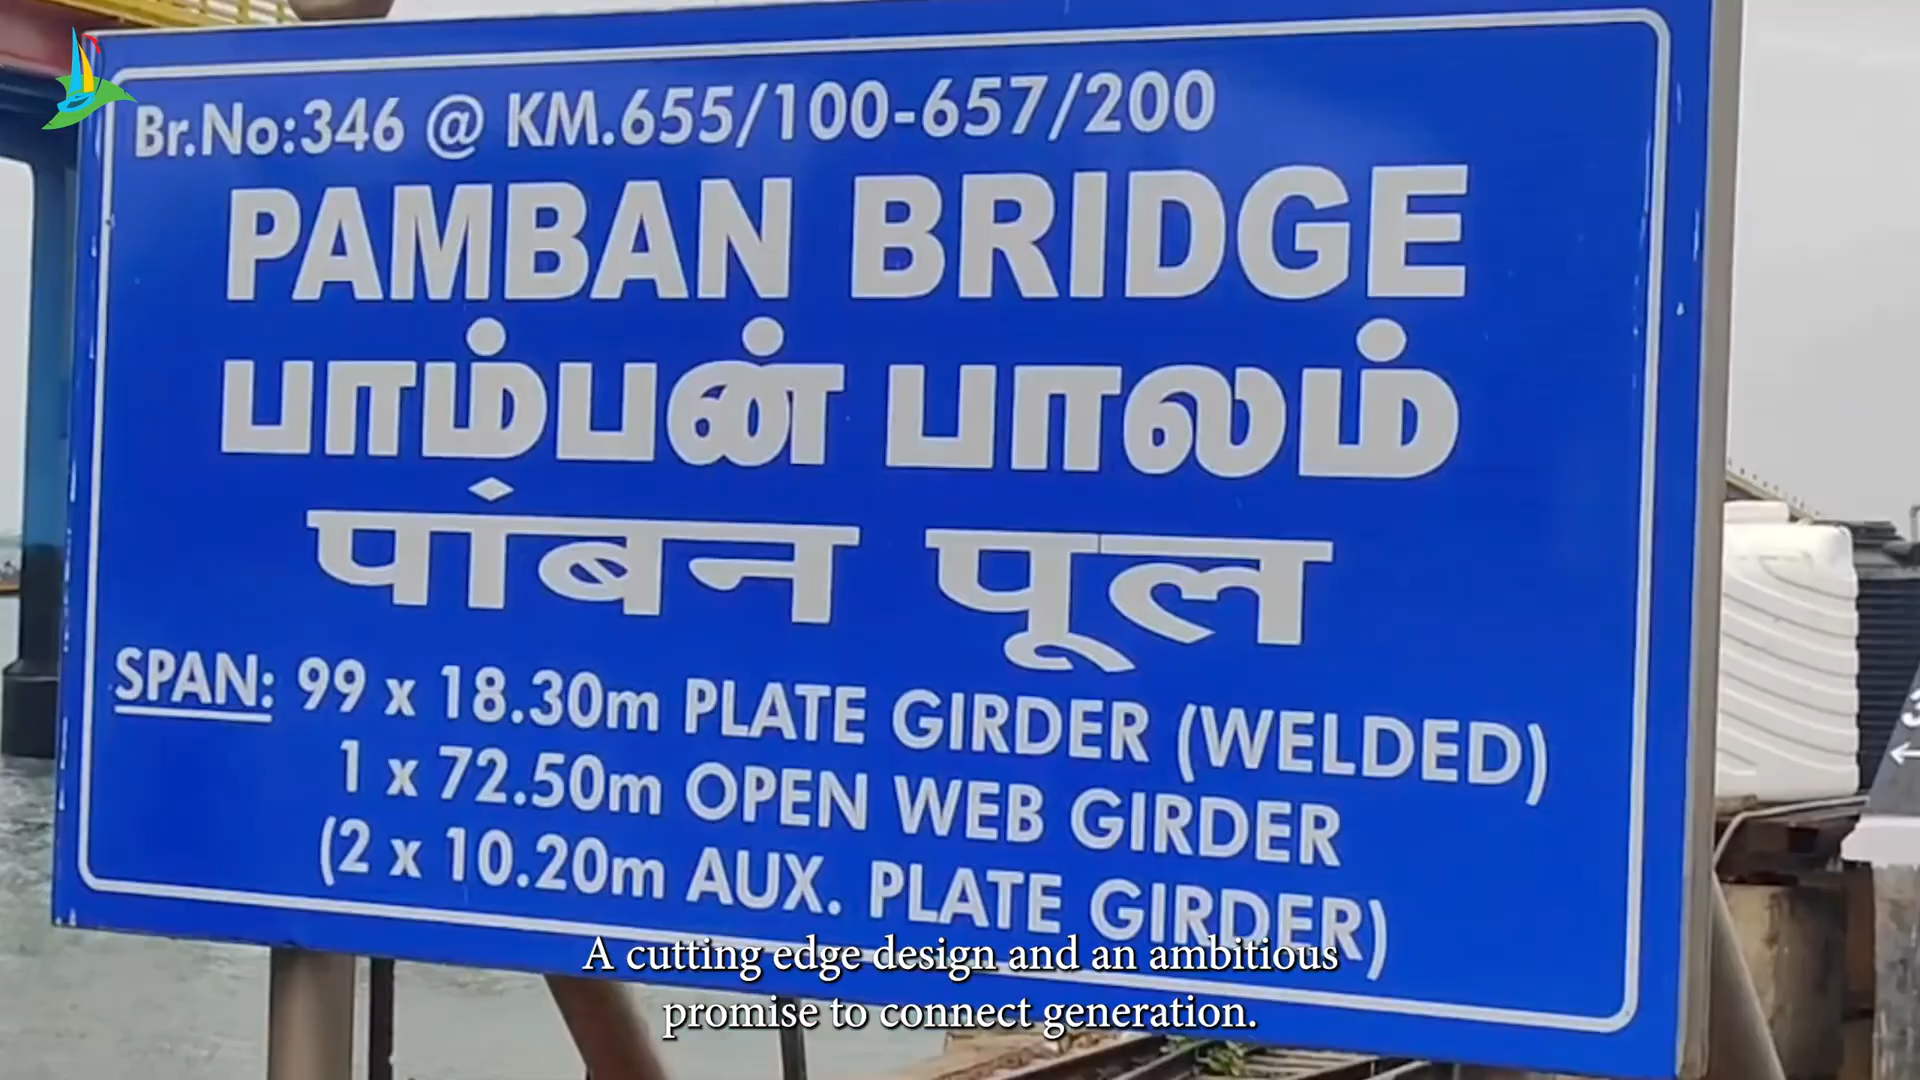 Br.No:346 @ KM.655/100-657/200
PAMBAN BRIDGE
பாம்பன் பாலம்
पांबन पूल
SPAN: 99 x 18.30m PLATE GIRDER (WELDED)
1 x 72.50m OPEN WEB GIRDER
(2 x 10.20m AUX. PLATE GIRDER)
A cutting edge design and an ambitious
promise to connect generation.